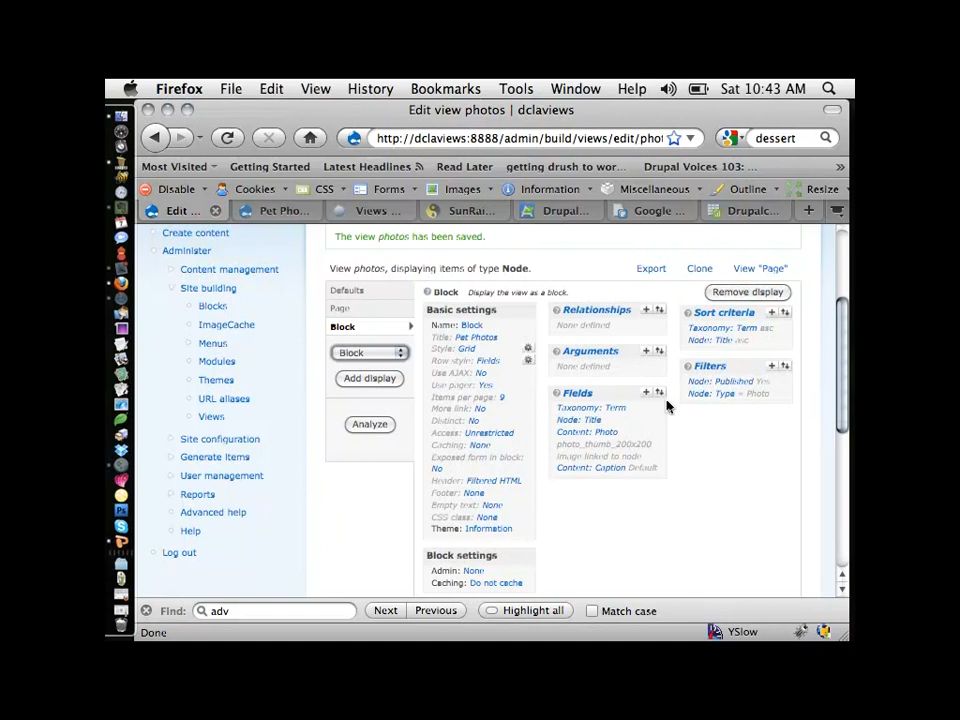 Firefox File Edit View History Bookmarks Tools Window Help Sat 10:43 AM
Edit view photos | dclaviews
http://dclaviews:8888/admin/build/views/edit/phot dessert
Most Visited Getting Started Latest Headlines Read Later getting drush to wor... Drupal Voices 103:... »
Disable Cookies CSS Forms Images Information Miscellaneous Outline Resize
Edit ... Pet Pho... Views ... SunRai... Drupal... Google ... Drupalc...
Create content
Administer
Content management
Site building
Blocks
ImageCache
Menus
Modules
Themes
URL aliases
Views
Site configuration
Generate items
User management
Reports
Advanced help
Help
Log out
The view photos has been saved.
View photos, displaying items of type Node.
Export Clone View "Page"
Defaults
Page
Block
Block
Add display
Analyze
Block Display the view as a block.
Remove display
Basic settings
Name: Block
Title: Pet Photos
Style: Grid
Row style: Fields
Use AJAX: No
Use pager: Yes
Items per page: 9
More link: No
Distinct: No
Access: Unrestricted
Caching: None
Exposed form in block:
No
Header: Filtered HTML
Footer: None
Empty text: None
CSS class: None
Theme: Information
Block settings
Admin: None
Caching: Do not cache
Relationships
None defined
Arguments
None defined
Fields
Taxonomy: Term
Node: Title
Content: Photo
photo_thumb_200x200
image linked to node
Content: Caption Default
Sort criteria
Taxonomy: Term asc
Node: Title asc
Filters
Node: Published Yes
Node: Type = Photo
Find: adv Next Previous Highlight all Match case
Done YSlow